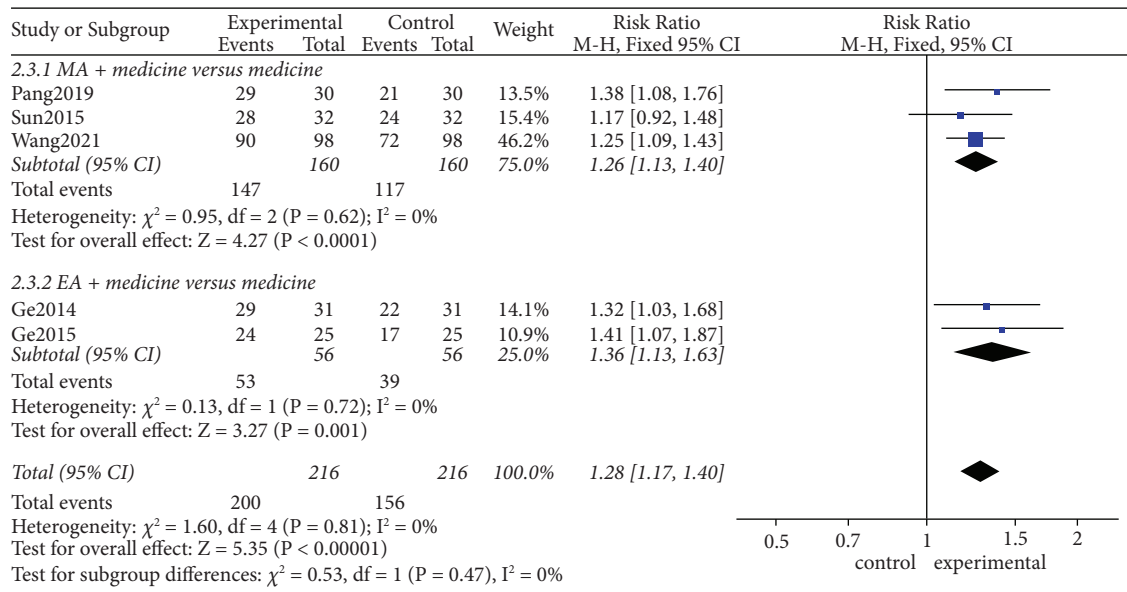 Study or Subgroup Experimental Control Weight Risk Ratio Risk Ratio
Events Total Events Total M-H, Fixed 95% CI M-H, Fixed, 95% CI
2.3.1 MA + medicine versus medicine
Pang2019 29 30 21 30 13.5% 1.38 [1.08, 1.76]
Sun2015 28 32 24 32 15.4% 1.17 [0.92, 1.48]
Wang2021 90 98 72 98 46.2% 1.25 [1.09, 1.43]
Subtotal (95% CI) 160 160 75.0% 1.26 [1.13, 1.40]
Total events 147 117
Heterogeneity: χ² = 0.95, df = 2 (P = 0.62); I² = 0%
Test for overall effect: Z = 4.27 (P < 0.0001)
2.3.2 EA + medicine versus medicine
Ge2014 29 31 22 31 14.1% 1.32 [1.03, 1.68]
Ge2015 24 25 17 25 10.9% 1.41 [1.07, 1.87]
Subtotal (95% CI) 56 56 25.0% 1.36 [1.13, 1.63]
Total events 53 39
Heterogeneity: χ² = 0.13, df = 1 (P = 0.72); I² = 0%
Test for overall effect: Z = 3.27 (P = 0.001)
Total (95% CI) 216 216 100.0% 1.28 [1.17, 1.40]
Total events 200 156
Heterogeneity: χ² = 1.60, df = 4 (P = 0.81); I² = 0%
Test for overall effect: Z = 5.35 (P < 0.00001)
Test for subgroup differences: χ² = 0.53, df = 1 (P = 0.47), I² = 0%
0.5 0.7 1 1.5 2
control experimental